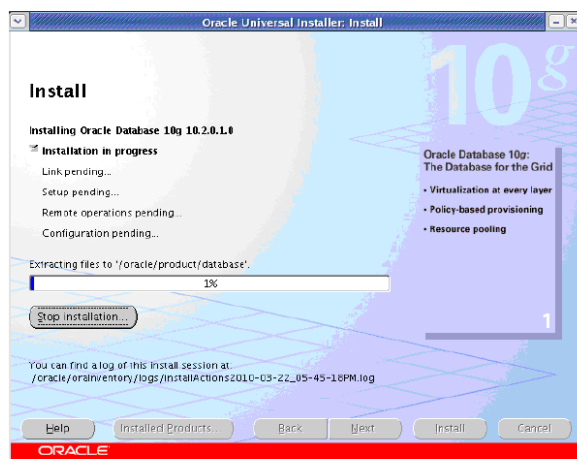 Oracle Universal Installer: Install
10g
Install
Installing Oracle Database 10g 10.2.0.1.0
Installation in progress
Link pending...
Setup pending...
Remote operations pending...
Configuration pending...
Extracting files to '/oracle/product/database'.
1%
Stop installation...
You can find a log of this install session at:
/oracle/oraInventory/logs/installActions2010-03-22_05-45-18PM.log
Oracle Database 10g:
The Database for the Grid
• Virtualization at every layer
• Policy-based provisioning
• Resource pooling
1
Help
Installed Products...
Back
Next
Install
Cancel
ORACLE